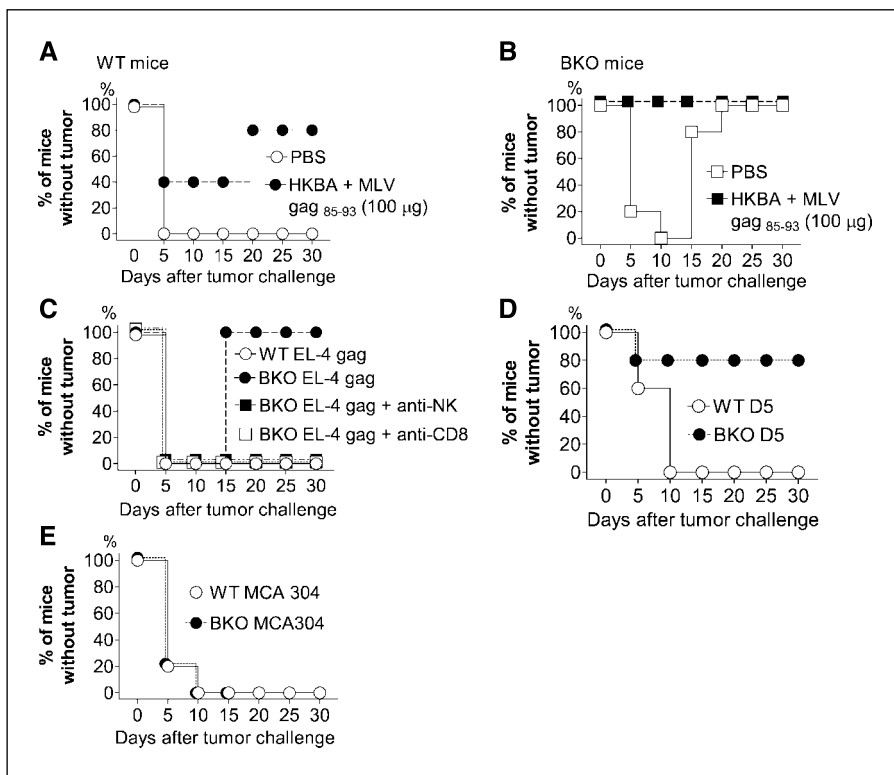 A
WT mice
%
100
80
60
40
20
0
% of mice
without tumor
PBS
HKBA + MLV
gag 85-93 (100 µg)
0 5 10 15 20 25 30
Days after tumor challenge
B
BKO mice
%
100
80
60
40
20
0
% of mice
without tumor
PBS
HKBA + MLV
gag 85-93 (100 µg)
0 5 10 15 20 25 30
Days after tumor challenge
C
%
100
80
60
40
20
0
% of mice
without tumor
WT EL-4 gag
BKO EL-4 gag
BKO EL-4 gag + anti-NK
BKO EL-4 gag + anti-CD8
0 5 10 15 20 25 30
Days after tumor challenge
D
%
100
80
60
40
20
0
% of mice
without tumor
WT D5
BKO D5
0 5 10 15 20 25 30
Days after tumor challenge
E
%
100
80
60
40
20
0
% of mice
without tumor
WT MCA 304
BKO MCA304
0 5 10 15 20 25 30
Days after tumor challenge